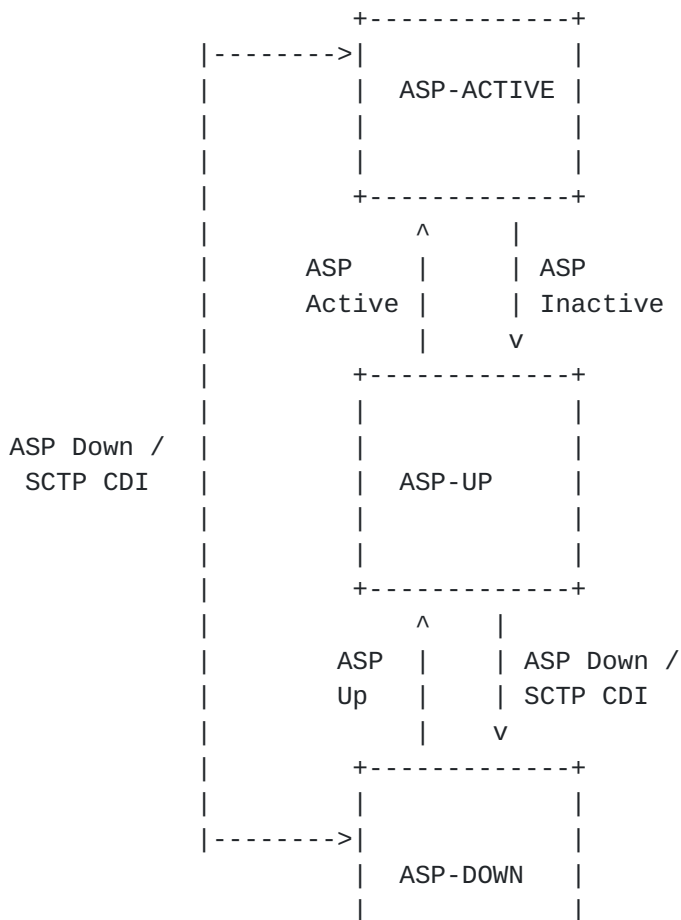 ASP-ACTIVE
ASP ASP
Active Inactive
ASP Down /
SCTP CDI ASP-UP
ASP ASP Down /
Up SCTP CDI
ASP-DOWN